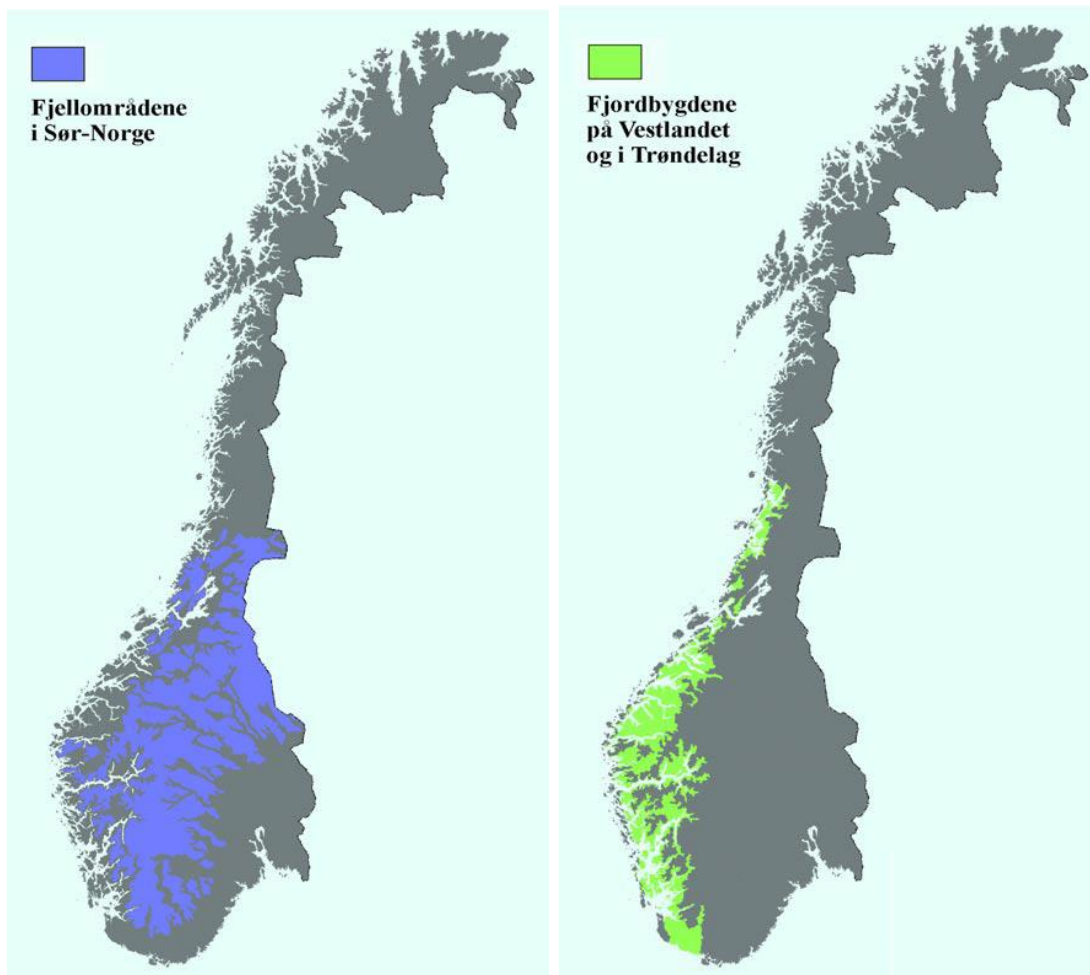 Fjellområdene
i Sør-Norge
Fjordbygdene
på Vestlandet
og i Trøndelag